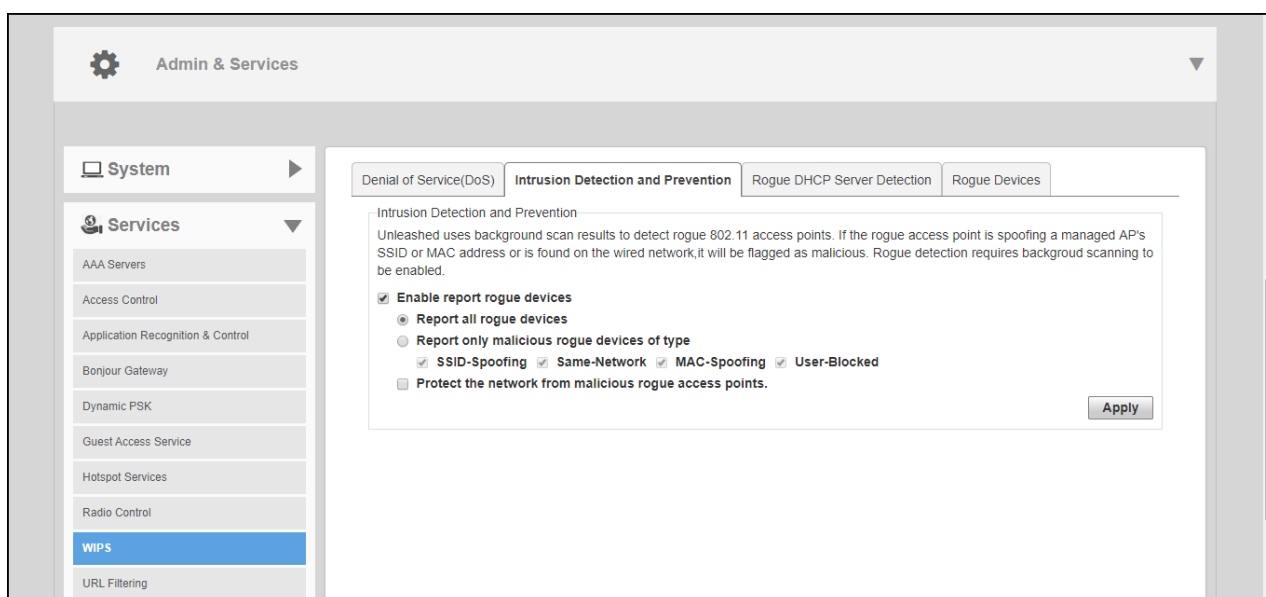 Admin & Services
System
Services
AAA Servers
Access Control
Application Recognition & Control
Bonjour Gateway
Dynamic PSK
Guest Access Service
Hotspot Services
Radio Control
WIPS
URL Filtering
Denial of Service(DoS) Intrusion Detection and Prevention Rogue DHCP Server Detection Rogue Devices
Intrusion Detection and Prevention
Unleashed uses background scan results to detect rogue 802.11 access points. If the rogue access point is spoofing a managed AP's
SSID or MAC address or is found on the wired network,it will be flagged as malicious. Rogue detection requires backgroud scanning to
be enabled.
Enable report rogue devices
Report all rogue devices
Report only malicious rogue devices of type
SSID-Spoofing Same-Network MAC-Spoofing User-Blocked
Protect the network from malicious rogue access points.
Apply